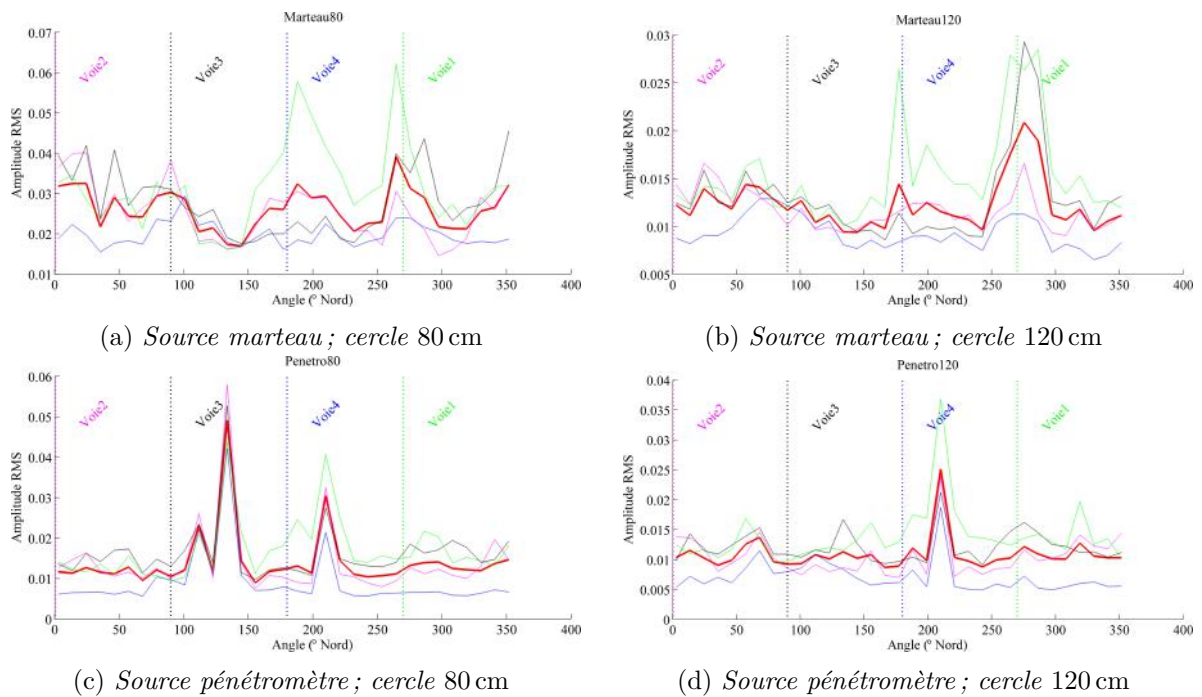 Marteau80
Amplitude RMS
0.07
0.06
0.05
0.04
0.03
0.02
0.01
Voie2
Voie3
Voie4
Voie1
0 50 100 150 200 250 300 350 400
Angle (° Nord)
(a) Source marteau ; cercle 80 cm
Marteau120
Amplitude RMS
0.03
0.025
0.02
0.015
0.01
0.005
Voie2
Voie3
Voie4
Voie1
0 50 100 150 200 250 300 350 400
Angle (° Nord)
(b) Source marteau ; cercle 120 cm
Penetro80
Amplitude RMS
0.06
0.05
0.04
0.03
0.02
0.01
0
Voie2
Voie3
Voie4
Voie1
0 50 100 150 200 250 300 350 400
Angle (° Nord)
(c) Source pénétromètre ; cercle 80 cm
Penetro120
Amplitude RMS
0.04
0.035
0.03
0.025
0.02
0.015
0.01
0.005
0
Voie2
Voie3
Voie4
Voie1
0 50 100 150 200 250 300 350 400
Angle (° Nord)
(d) Source pénétromètre ; cercle 120 cm